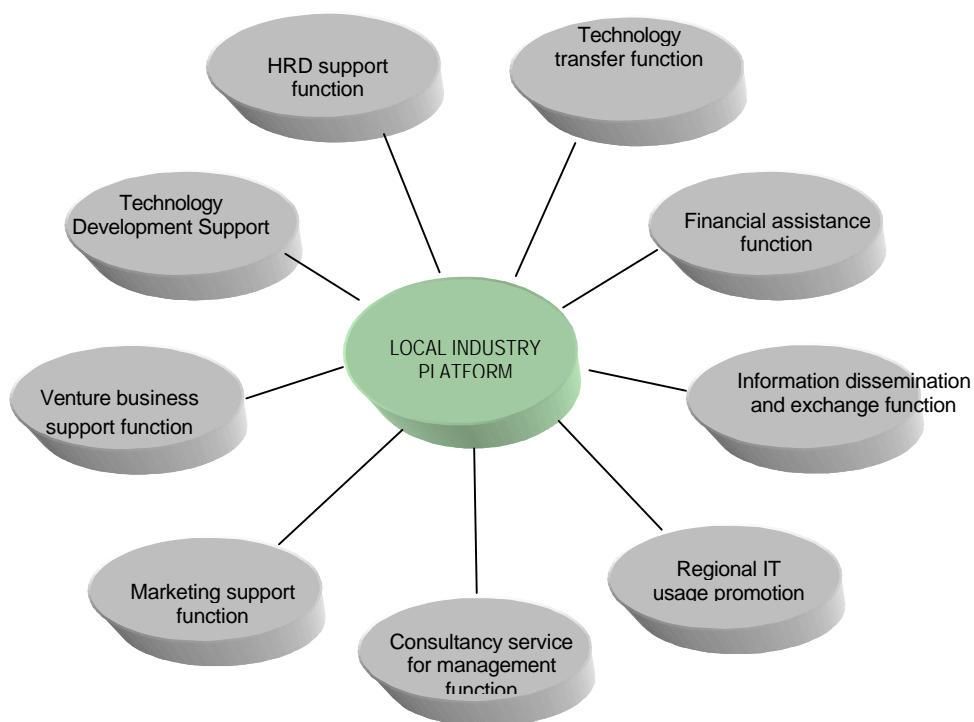 HRD support
function
Technology
transfer function
Technology
Development Support
Financial assistance
function
LOCAL INDUSTRY
PLATFORM
Venture business
support function
Information dissemination
and exchange function
Marketing support
function
Regional IT
usage promotion
Consultancy service
for management
function